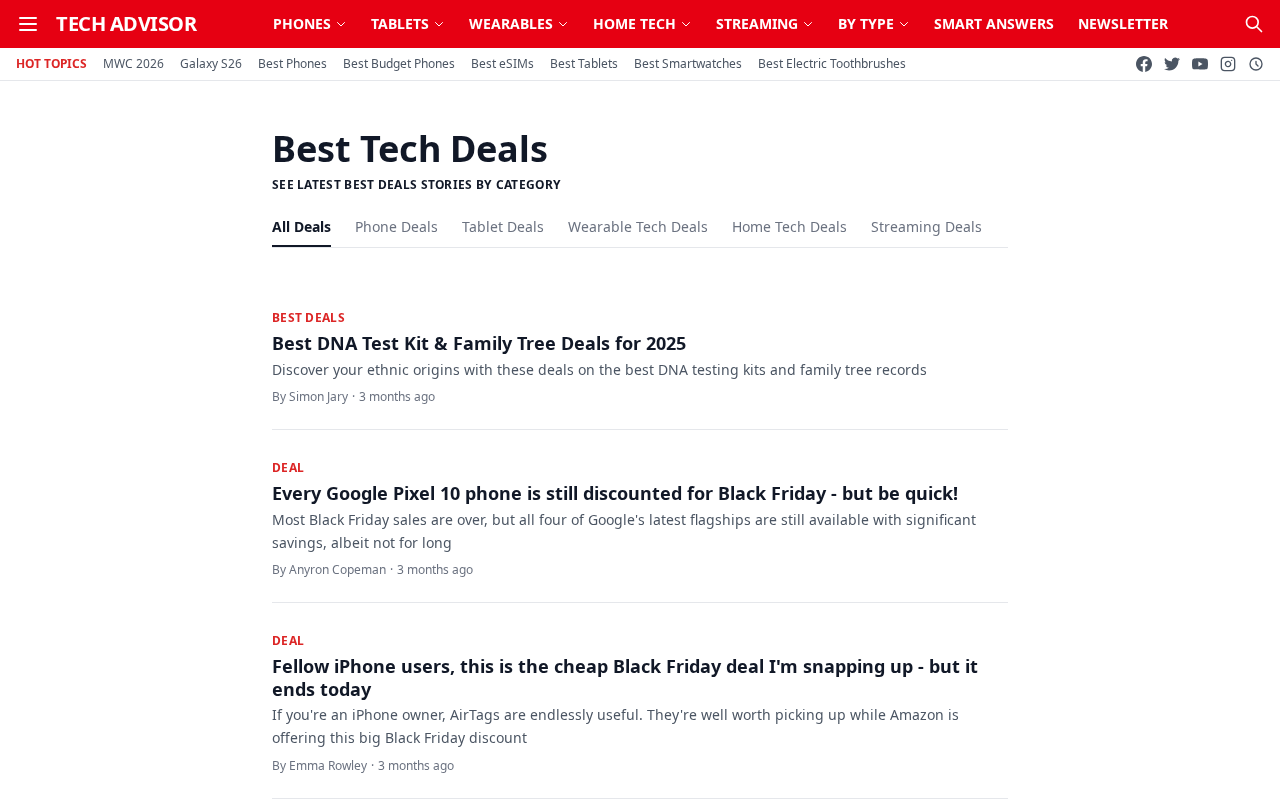 TECH ADVISOR
PHONES
TABLETS
WEARABLES
HOME TECH
STREAMING
BY TYPE
SMART ANSWERS
NEWSLETTER
HOT TOPICS
MWC 2026
Galaxy S26
Best Phones
Best Budget Phones
Best eSIMs
Best Tablets
Best Smartwatches
Best Electric Toothbrushes
Best Tech Deals
SEE LATEST BEST DEALS STORIES BY CATEGORY
All Deals
Phone Deals
Tablet Deals
Wearable Tech Deals
Home Tech Deals
Streaming Deals
BEST DEALS
Best DNA Test Kit & Family Tree Deals for 2025
Discover your ethnic origins with these deals on the best DNA testing kits and family tree records
By Simon Jary · 3 months ago
DEAL
Every Google Pixel 10 phone is still discounted for Black Friday - but be quick!
Most Black Friday sales are over, but all four of Google's latest flagships are still available with significant
savings, albeit not for long
By Anyron Copeman · 3 months ago
DEAL
Fellow iPhone users, this is the cheap Black Friday deal I'm snapping up - but it
ends today
If you're an iPhone owner, AirTags are endlessly useful. They're well worth picking up while Amazon is
offering this big Black Friday discount
By Emma Rowley · 3 months ago